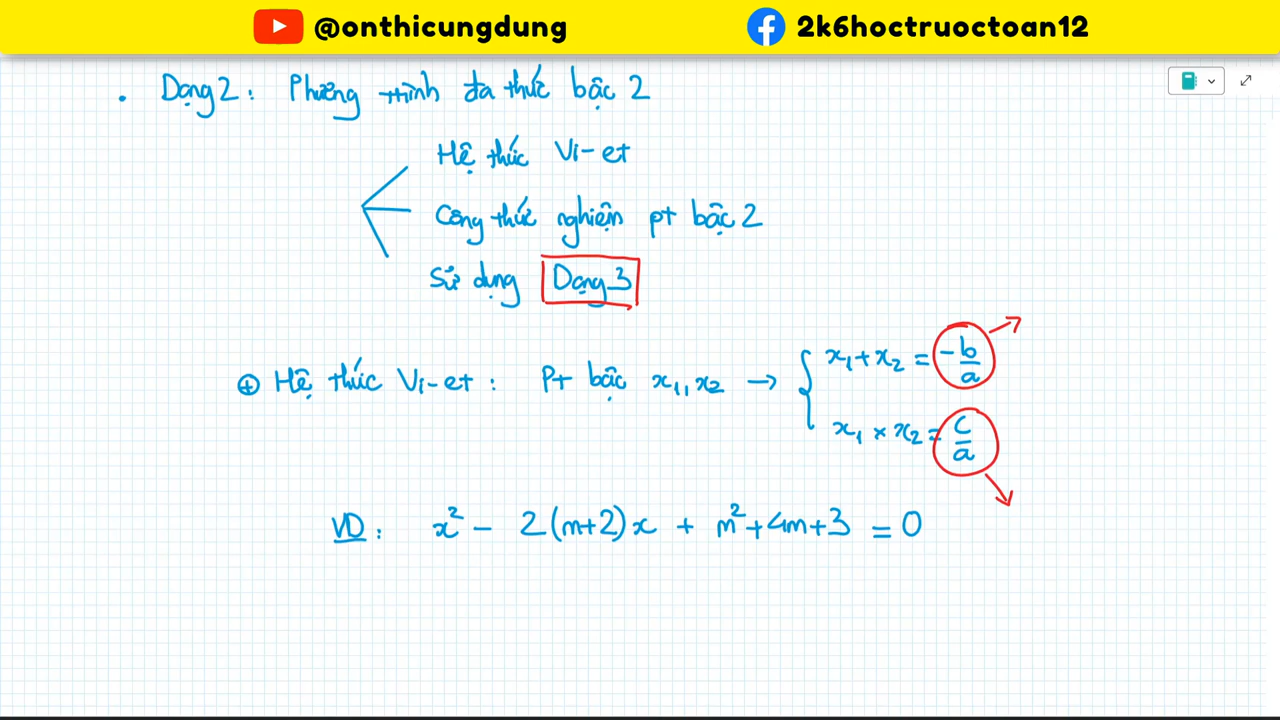 @onthicungdung 2k6hoctruoctoan12
. Dạng 2: Phương trình đa thức bậc 2
Hệ thức Vi-et
Công thức nghiệm pt bậc 2
Sử dụng Dạng 3
⊕ Hệ thức Vi-et: Pt bậc x₁, x₂ → { x₁ + x₂ = -b/a
x₁ × x₂ = c/a
VD: x² - 2(m+2)x + m² + 4m + 3 = 0